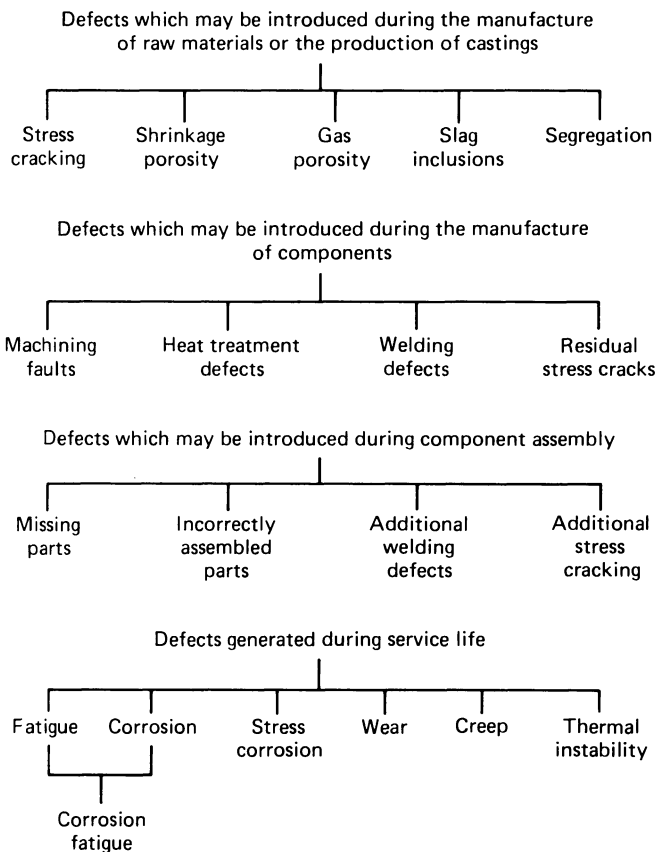 Defects which may be introduced during the manufacture
of raw materials or the production of castings
Stress
cracking
Shrinkage
porosity
Gas
porosity
Slag
inclusions
Segregation
Defects which may be introduced during the manufacture
of components
Machining
faults
Heat treatment
defects
Welding
defects
Residual
stress cracks
Defects which may be introduced during component assembly
Missing
parts
Incorrectly
assembled
parts
Additional
welding
defects
Additional
stress
cracking
Defects generated during service life
Fatigue
Corrosion
Stress
corrosion
Wear
Creep
Thermal
instability
Corrosion
fatigue